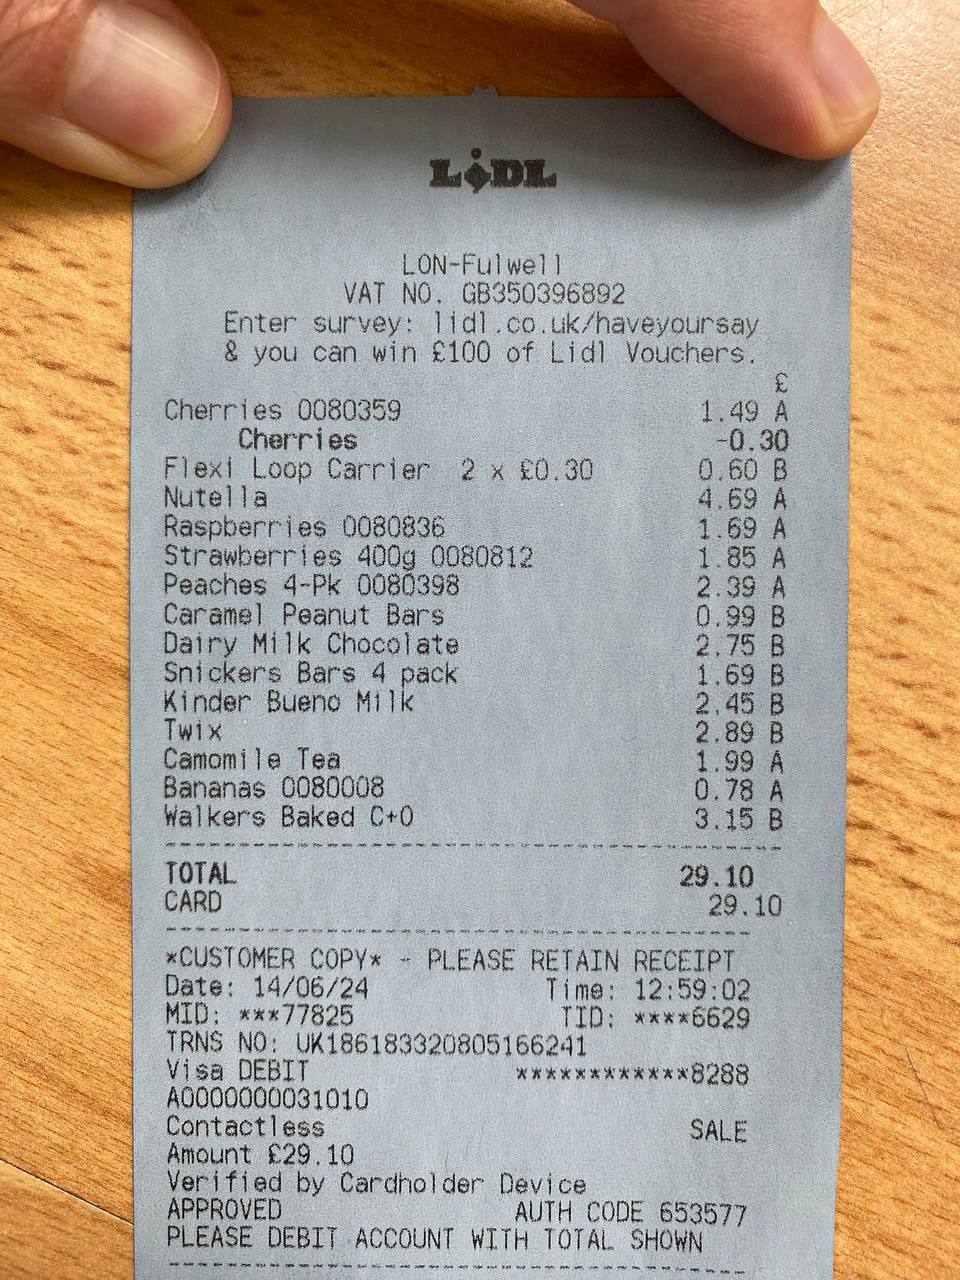 LiDL
LON-Fulwell
VAT NO. GB350396892
Enter survey: lidl.co.uk/haveyoursay
& you can win £100 of Lidl Vouchers.
£
Cherries 0080359 1.49 A
Cherries -0.30
Flexi Loop Carrier 2 x £0.30 0.60 B
Nutella 4.69 A
Raspberries 0080836 1.69 A
Strawberries 400g 0080812 1.85 A
Peaches 4-Pk 0080398 2.39 A
Caramel Peanut Bars 0.99 B
Dairy Milk Chocolate 2.75 B
Snickers Bars 4 pack 1.69 B
Kinder Bueno Milk 2.45 B
Twix 2.89 B
Camomile Tea 1.99 A
Bananas 0080008 0.78 A
Walkers Baked C+O 3.15 B
TOTAL 29.10
CARD 29.10
*CUSTOMER COPY* - PLEASE RETAIN RECEIPT
Date: 14/06/24 Time: 12:59:02
MID: ***77825 TID: ****6629
TRNS NO: UK186183320805166241
Visa DEBIT ************8288
A0000000031010
Contactless SALE
Amount £29.10
Verified by Cardholder Device
APPROVED AUTH CODE 653577
PLEASE DEBIT ACCOUNT WITH TOTAL SHOWN